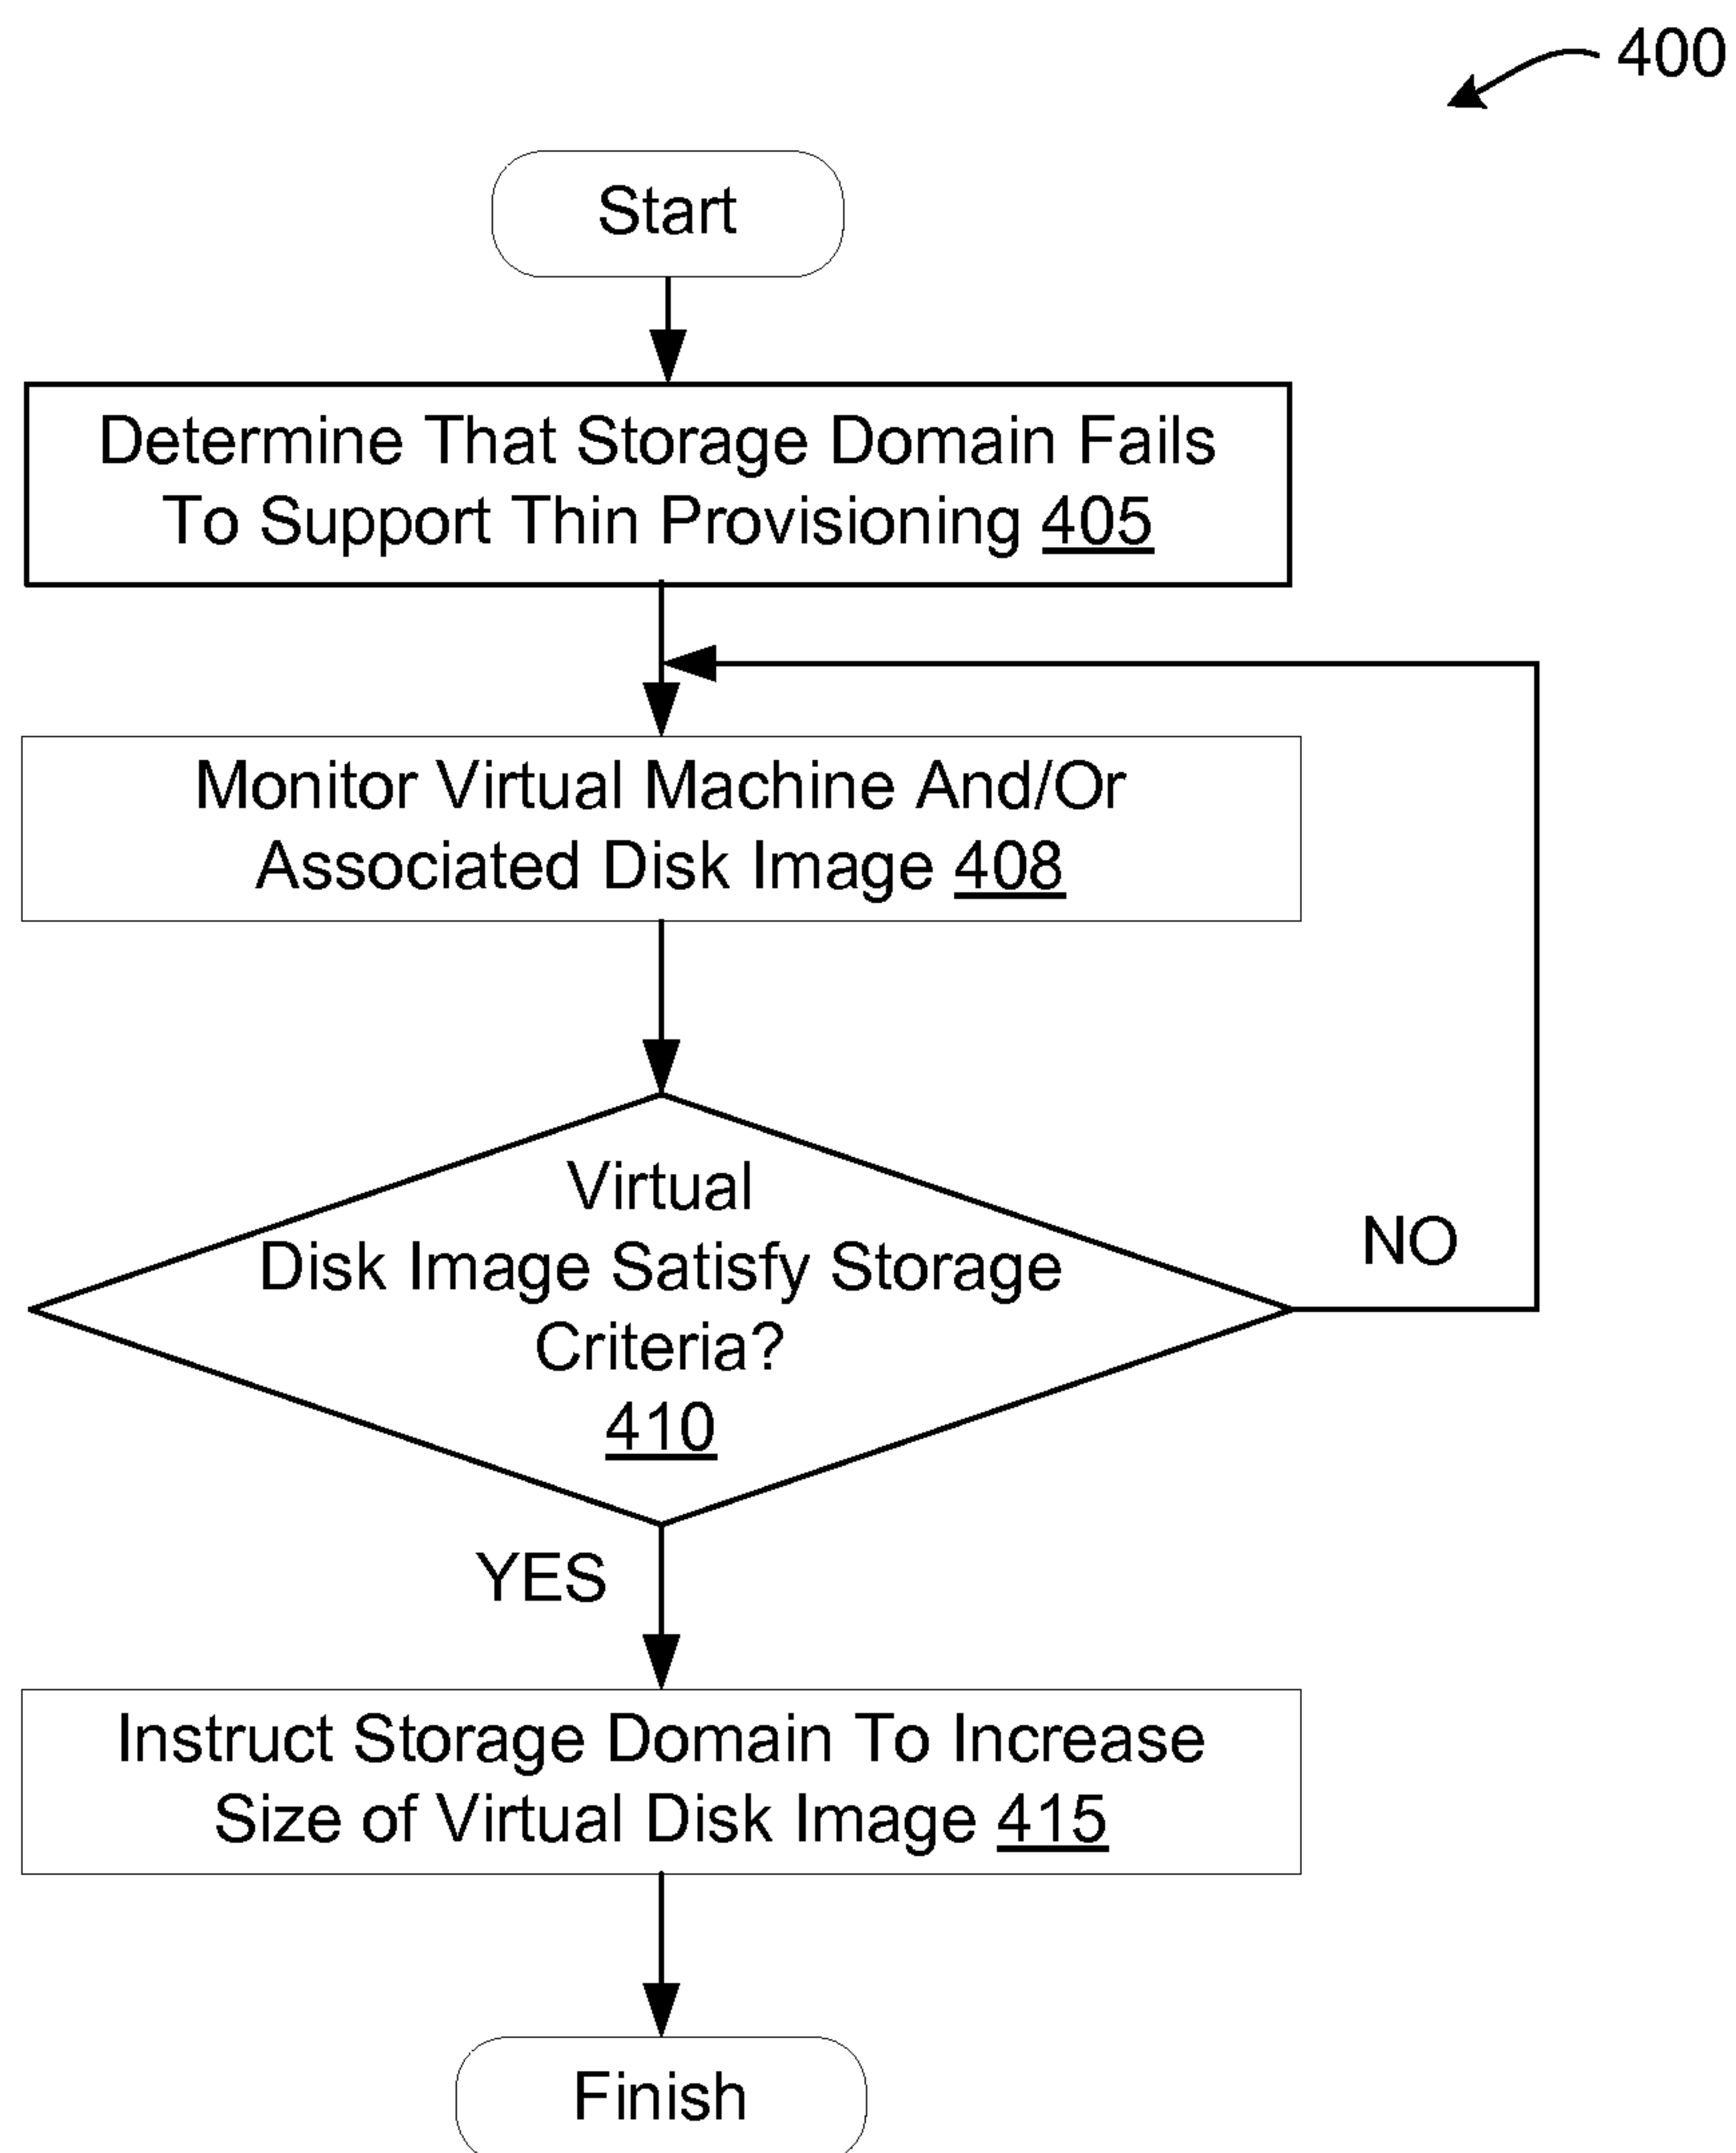 400
Start
Determine That Storage Domain Fails
To Support Thin Provisioning 405
Monitor Virtual Machine And/Or
Associated Disk Image 408
Virtual
Disk Image Satisfy Storage
Criteria?
410
NO
YES
Instruct Storage Domain To Increase
Size of Virtual Disk Image 415
Finish